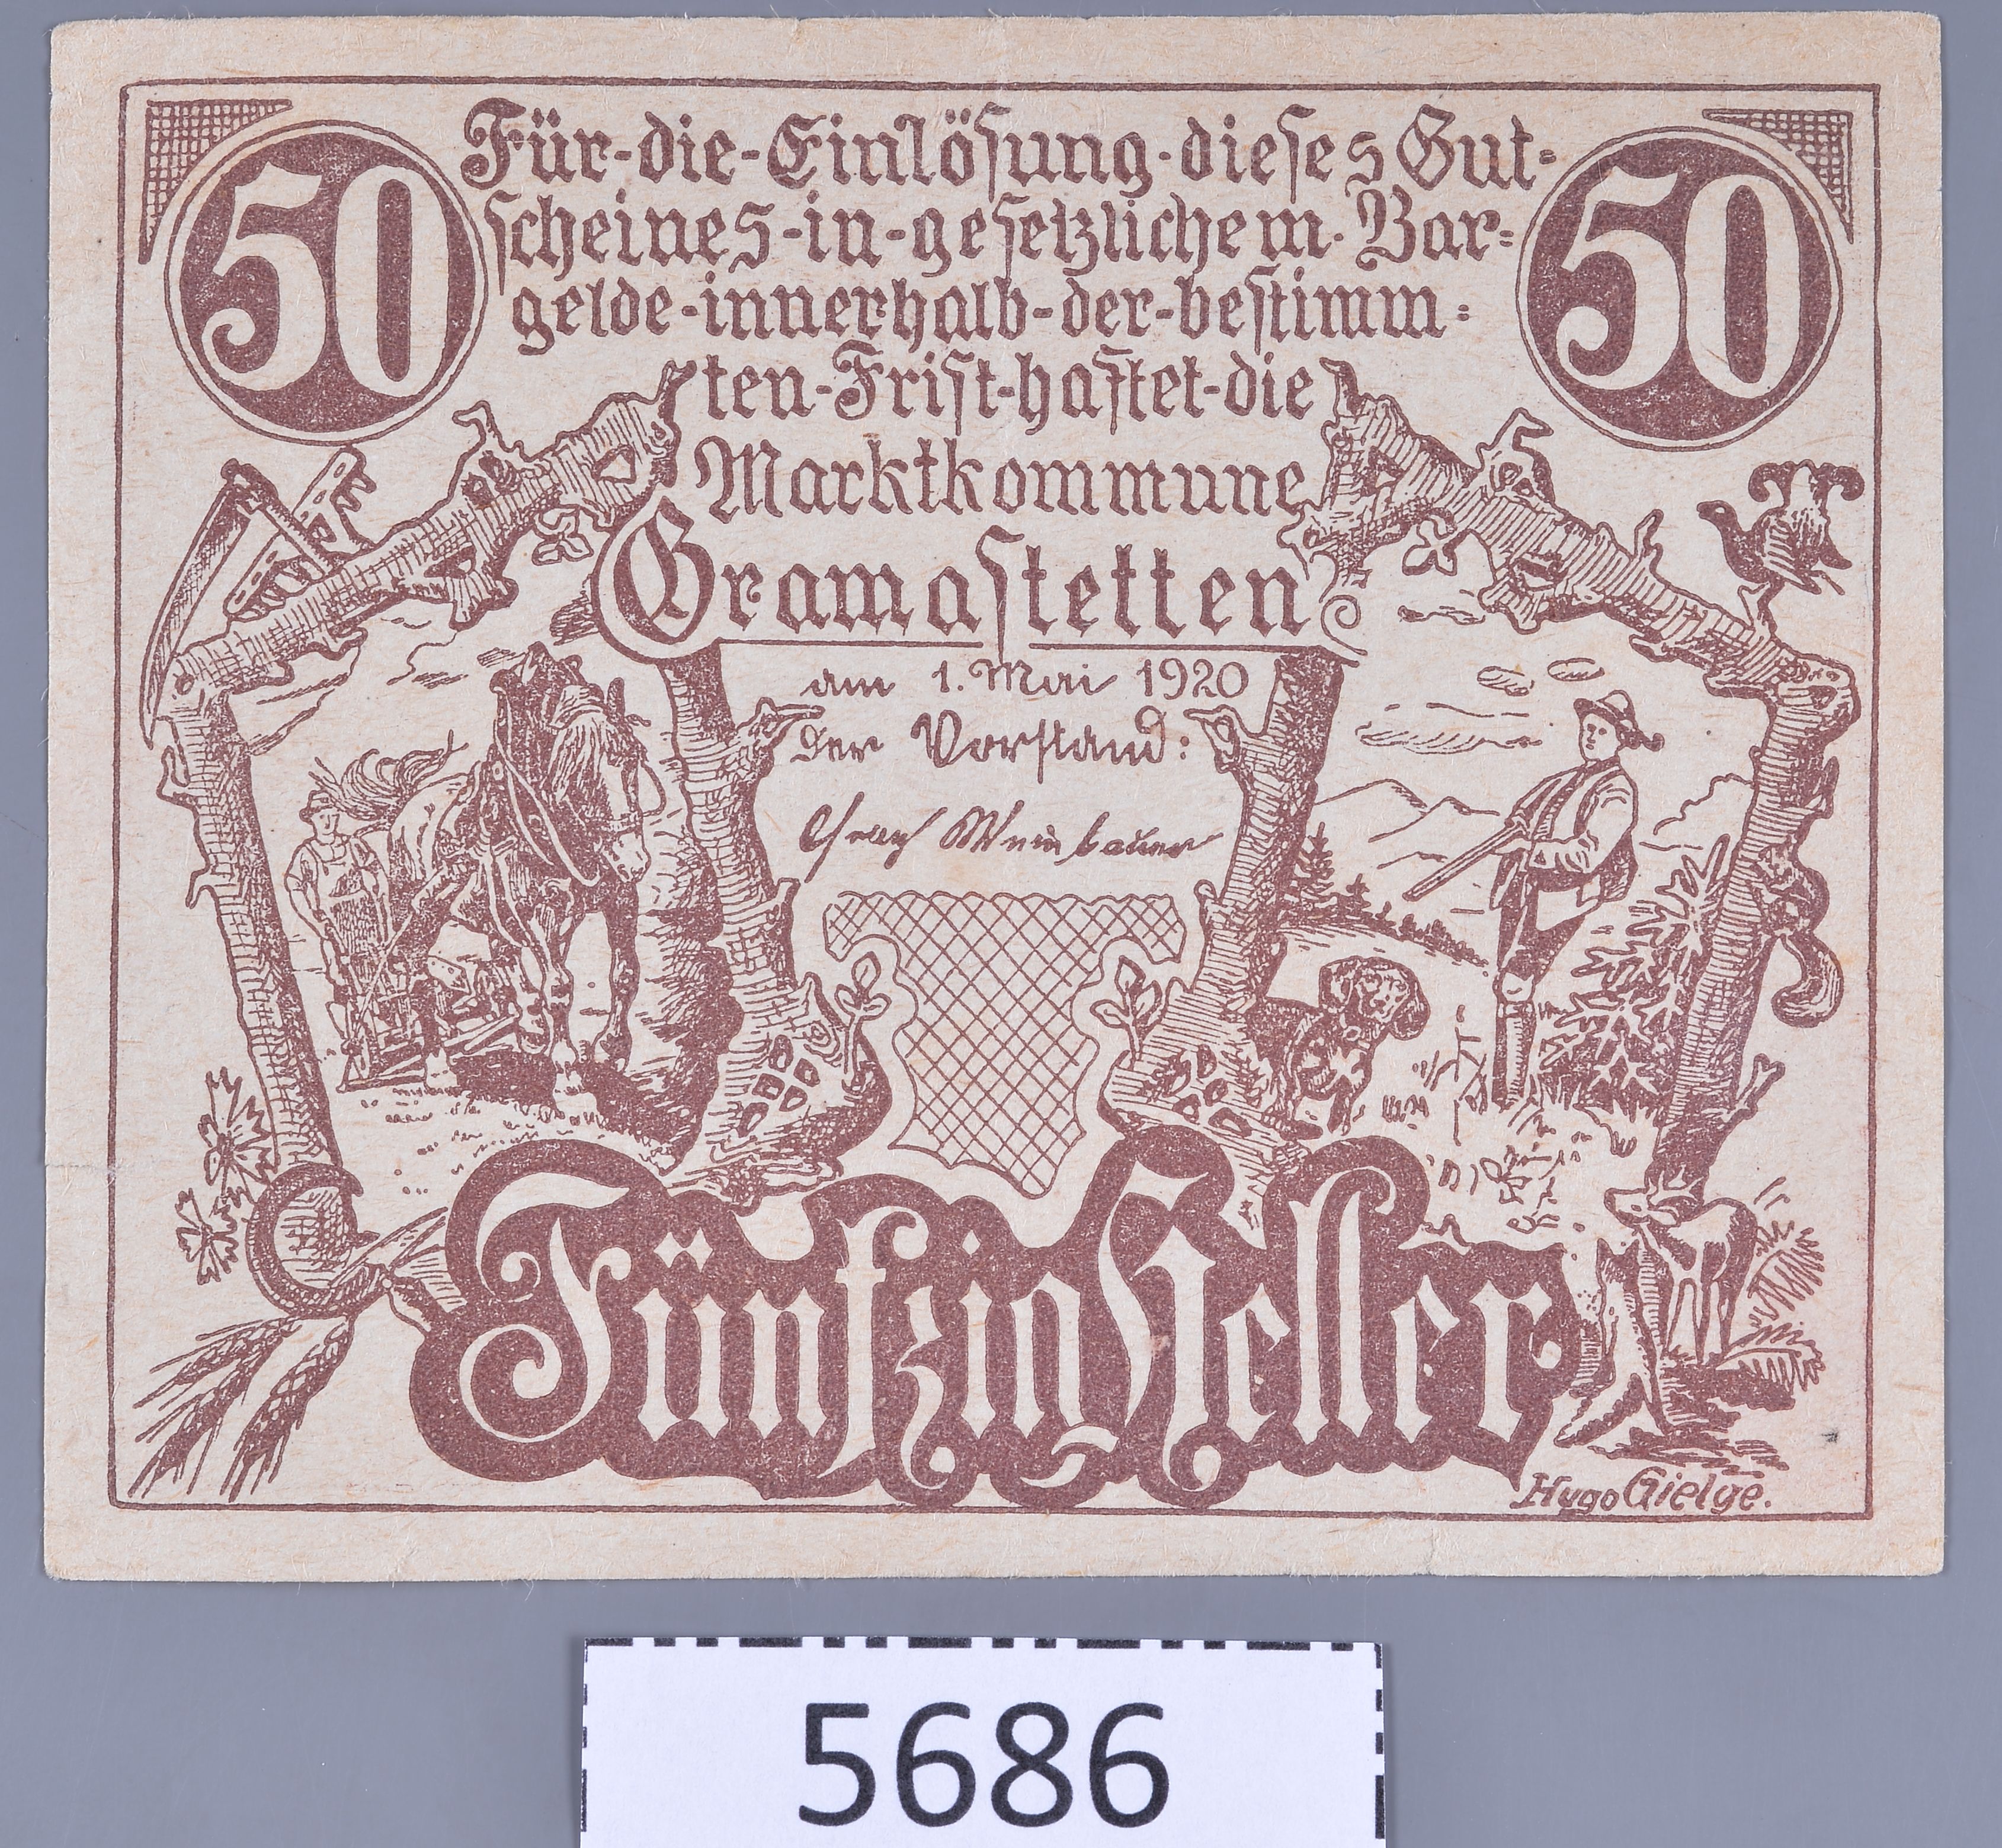 50
50
Für-die-Einlösung-dieses Gut=
scheines-in-gesetzlichem-Bar=
gelde-innerhalb-der-bestimm=
ten-Frist-haftet-die
Marktkommune
Gramastetten
am 1. Mai 1920
Der Vorstand:
Weinbauer
Fünfzig Heller
Hugo Gielge.
5686